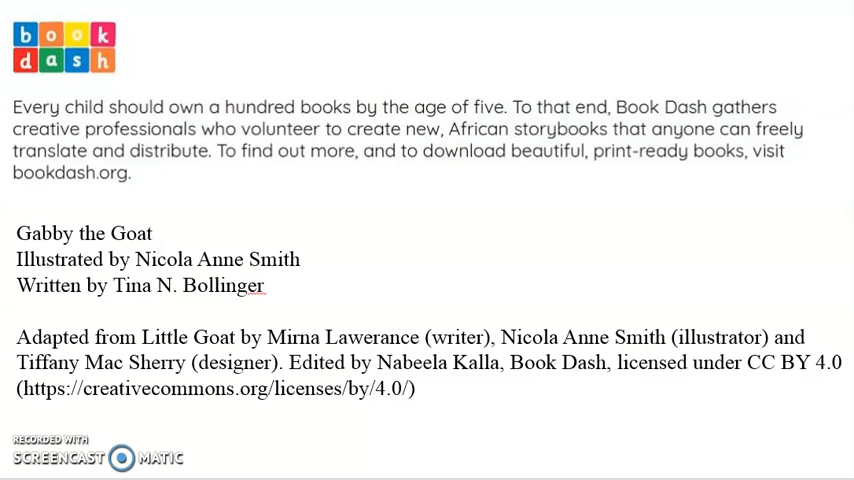 book
dash
Every child should own a hundred books by the age of five. To that end, Book Dash gathers
creative professionals who volunteer to create new, African storybooks that anyone can freely
translate and distribute. To find out more, and to download beautiful, print-ready books, visit
bookdash.org.
Gabby the Goat
Illustrated by Nicola Anne Smith
Written by Tina N. Bollinger
Adapted from Little Goat by Mirna Lawerance (writer), Nicola Anne Smith (illustrator) and
Tiffany Mac Sherry (designer). Edited by Nabeela Kalla, Book Dash, licensed under CC BY 4.0
(https://creativecommons.org/licenses/by/4.0/)
RECORDED WITH
SCREENCAST MATIC